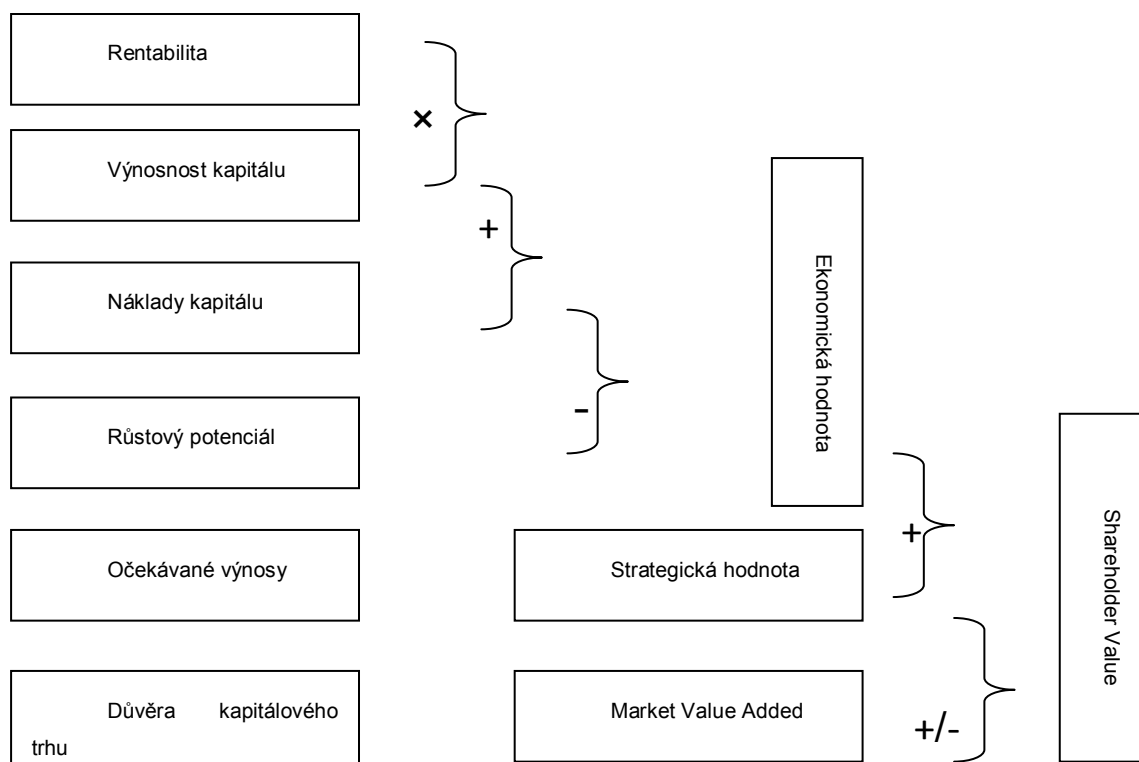 Rentabilita
×
Výnosnost kapitálu
+
Náklady kapitálu
Ekonomická hodnota
-
Růstový potenciál
Očekávané výnosy
Strategická hodnota
+
Shareholder Value
Důvěra kapitálového
trhu
Market Value Added
+/-